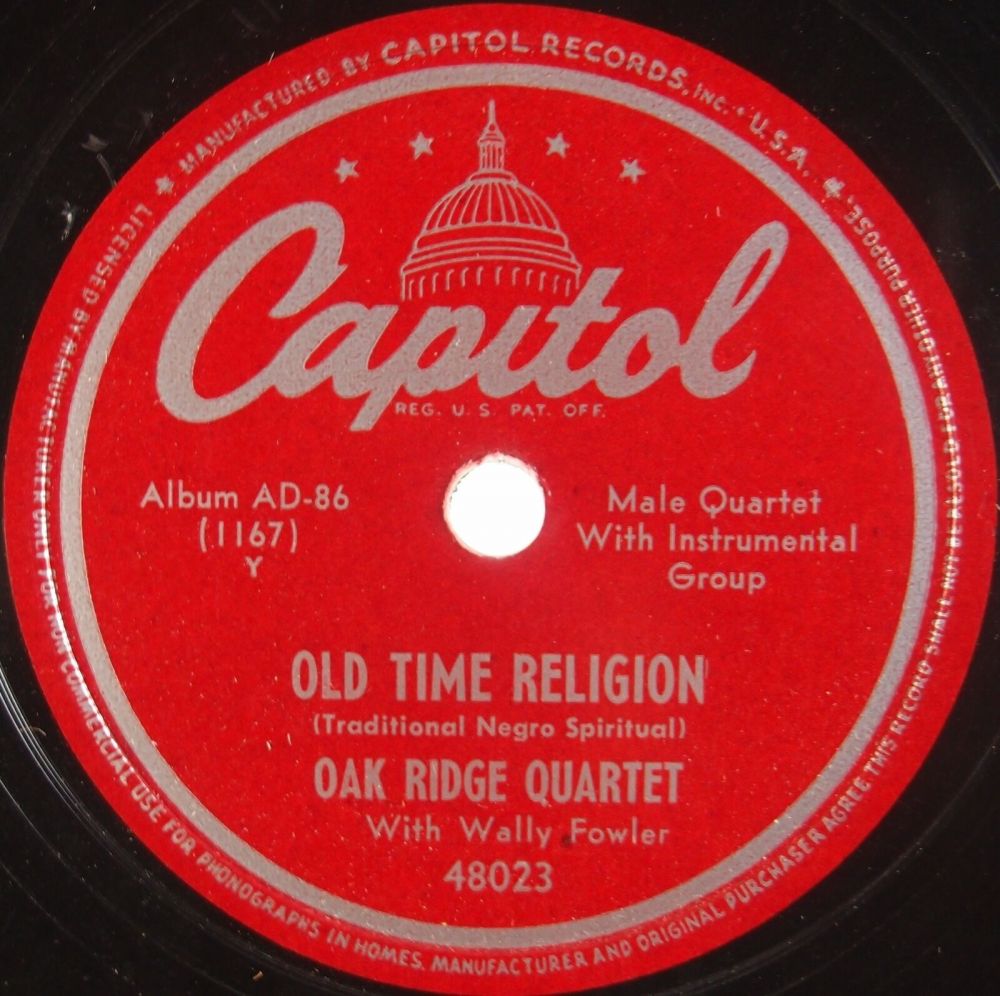 MANUFACTURED BY CAPITOL RECORDS, INC. • U.S.A.
LICENSED BY MANUFACTURER ONLY FOR NON-COMMERCIAL USE FOR PHONOGRAPHS IN HOMES. MANUFACTURER AND ORIGINAL PURCHASER AGREE THIS RECORD SHALL NOT BE RESOLD FOR ANY OTHER PURPOSE.
Capitol
REG. U. S. PAT. OFF.
Album AD-86
(1167)
Y
Male Quartet
With Instrumental
Group
OLD TIME RELIGION
(Traditional Negro Spiritual)
OAK RIDGE QUARTET
With Wally Fowler
48023